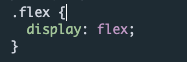 .flex {
  display: flex;
}